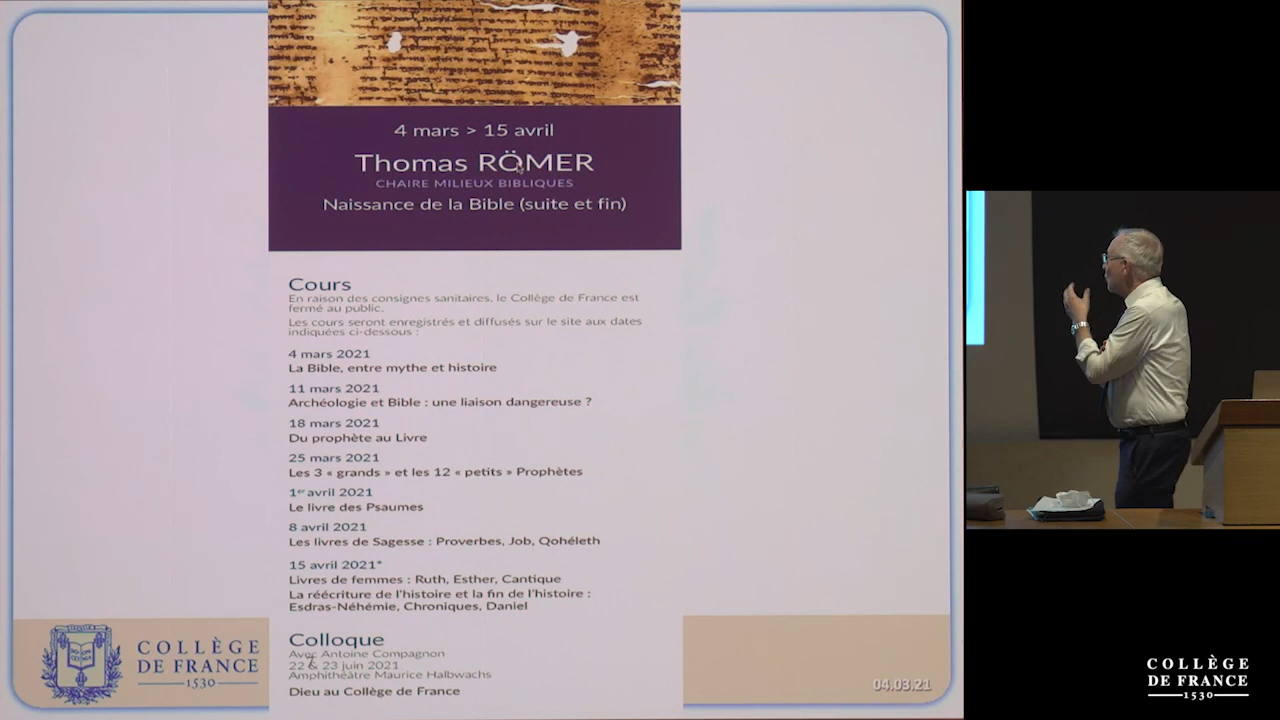 4 mars > 15 avril
Thomas RÖMER
CHAIRE MILIEUX BIBLIQUES
Naissance de la Bible (suite et fin)
Cours
En raison des consignes sanitaires, le Collège de France est
fermé au public.
Les cours seront enregistrés et diffusés sur le site aux dates
indiquées ci-dessous :
4 mars 2021
La Bible, entre mythe et histoire
11 mars 2021
Archéologie et Bible : une liaison dangereuse ?
18 mars 2021
Du prophète au Livre
25 mars 2021
Les 3 « grands » et les 12 « petits » Prophètes
1er avril 2021
Le livre des Psaumes
8 avril 2021
Les livres de Sagesse : Proverbes, Job, Qohéleth
15 avril 2021*
Livres de femmes : Ruth, Esther, Cantique
La réécriture de l'histoire et la fin de l'histoire :
Esdras-Néhémie, Chroniques, Daniel
Colloque
Avec Antoine Compagnon
22 & 23 juin 2021
Amphithéâtre Maurice Halbwachs
Dieu au Collège de France
COLLÈGE
DE FRANCE
1530
04.03.21
COLLÈGE
DE FRANCE
1530